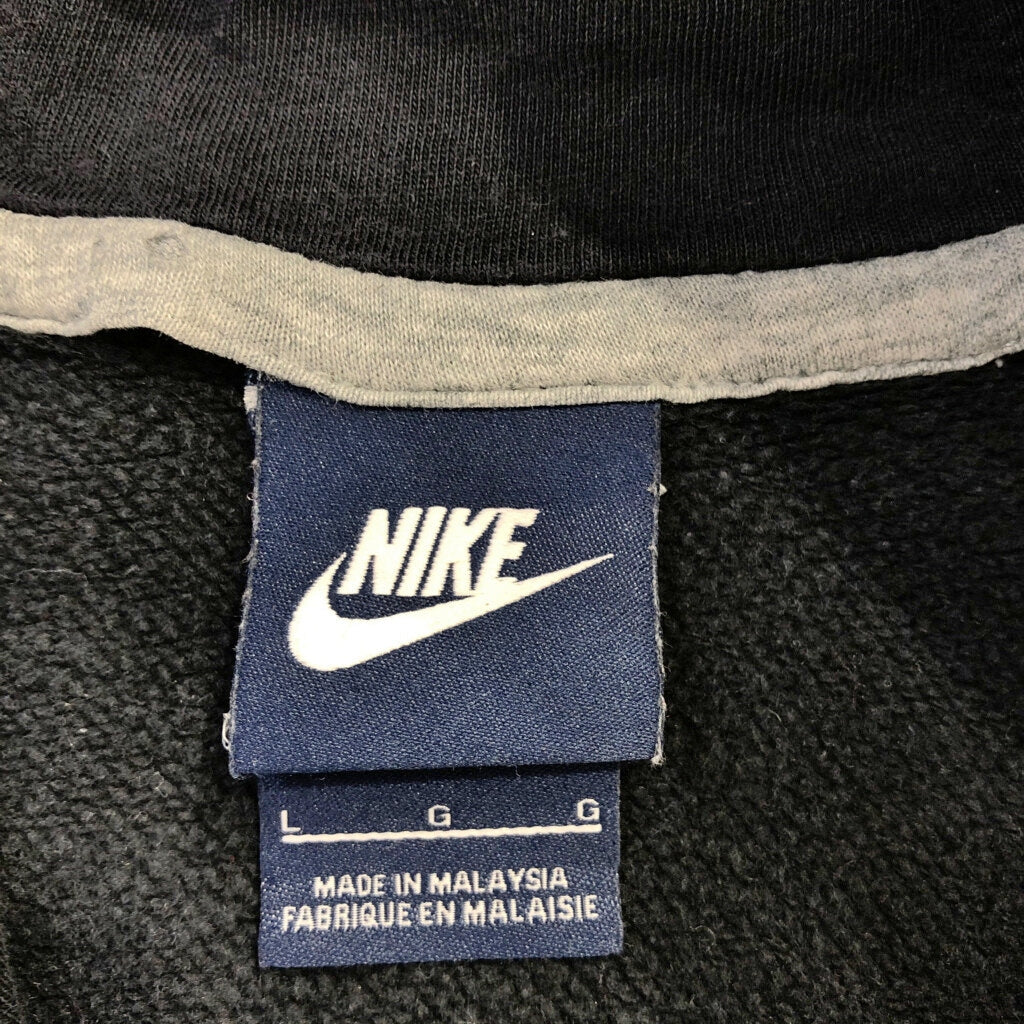 NIKE
L G G
MADE IN MALAYSIA
FABRIQUE EN MALAISIE